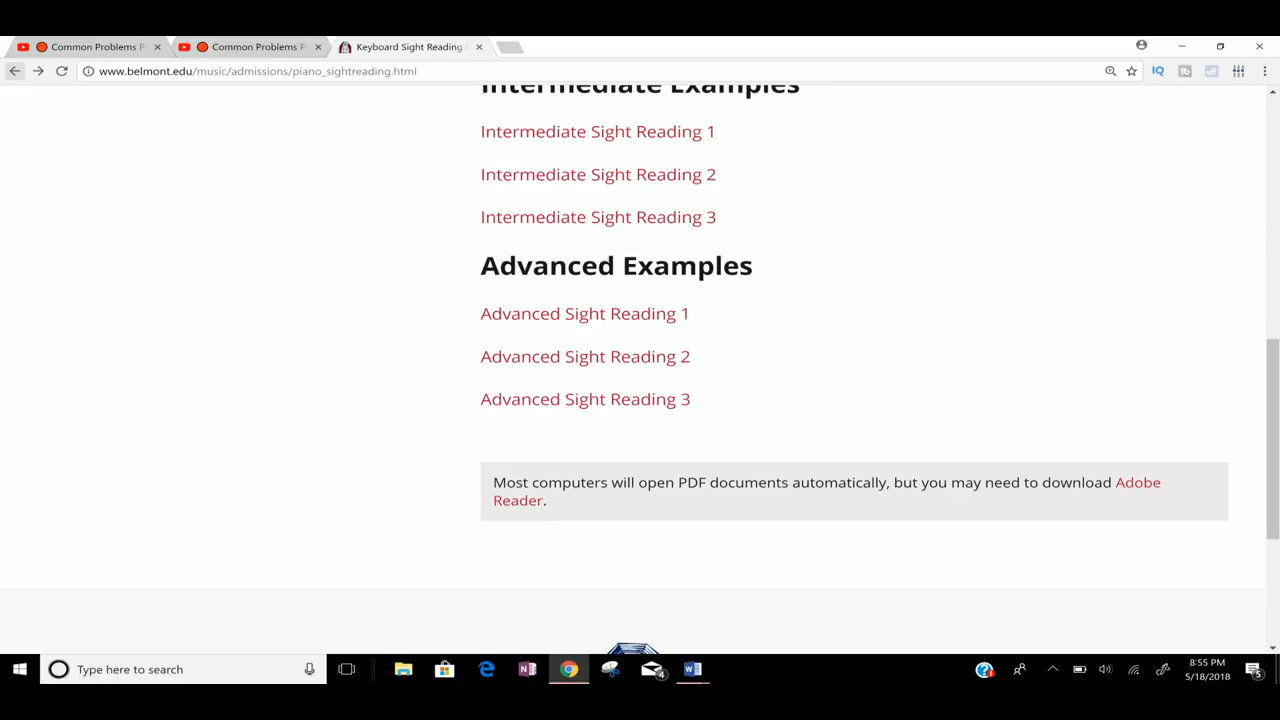 Common Problems
Common Problems P
Keyboard Sight Reading
www.belmont.edu/music/admissions/piano_sightreading.html
IQ
Intermediate Examples
Intermediate Sight Reading 1
Intermediate Sight Reading 2
Intermediate Sight Reading 3
Advanced Examples
Advanced Sight Reading 1
Advanced Sight Reading 2
Advanced Sight Reading 3
Most computers will open PDF documents automatically, but you may need to download Adobe
Reader.
Type here to search
4
8:55 PM
5/18/2018
5